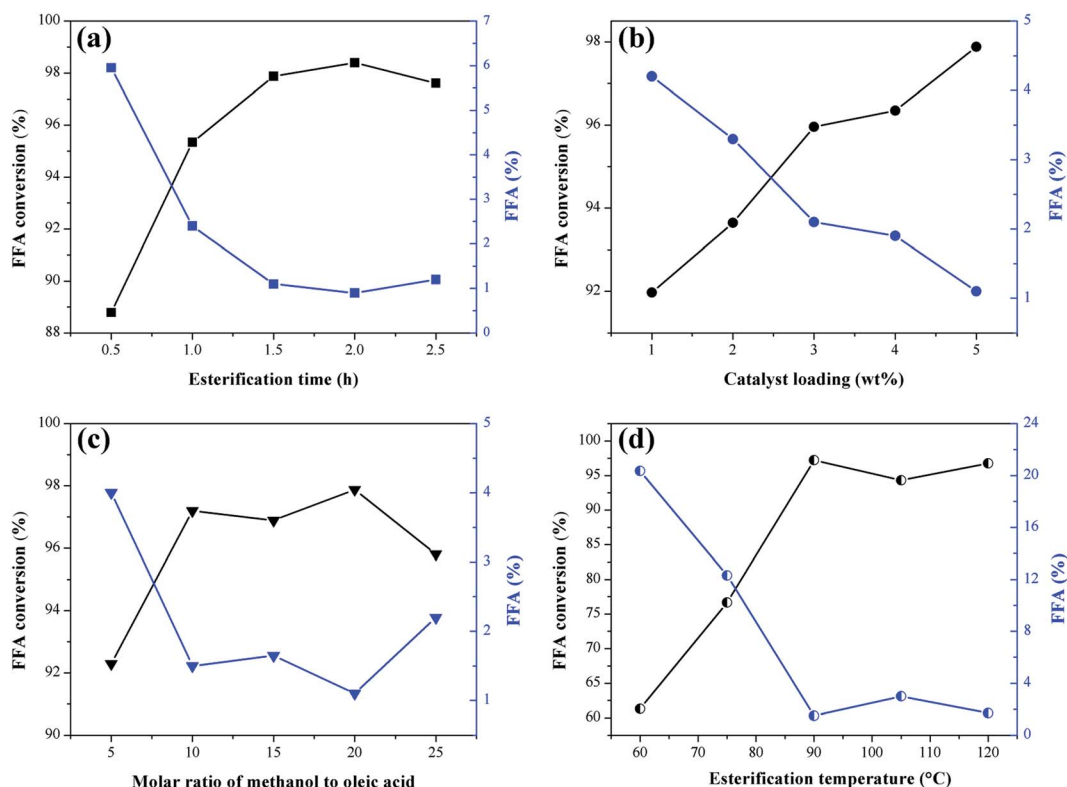 (a)
FFA conversion (%)
100
98
96
94
92
90
88
7
6
5
4
3
2
1
0
FFA (%)
0.5 1.0 1.5 2.0 2.5
Esterification time (h)
(b)
FFA conversion (%)
98
96
94
92
5
4
3
2
1
FFA (%)
1 2 3 4 5
Catalyst loading (wt%)
(c)
FFA conversion (%)
100
98
96
94
92
90
5
4
3
2
1
FFA (%)
5 10 15 20 25
Molar ratio of methanol to oleic acid
(d)
FFA conversion (%)
100
95
90
85
80
75
70
65
60
24
20
16
12
8
4
0
FFA (%)
60 70 80 90 100 110 120
Esterification temperature (°C)